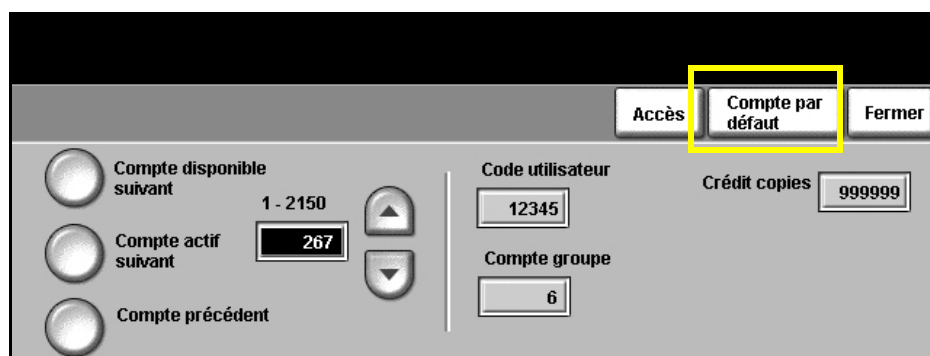 Accès
Compte par
défaut
Fermer
Compte disponible
suivant
1 - 2150
267
Compte actif
suivant
Compte précédent
Code utilisateur
12345
Compte groupe
6
Crédit copies
999999